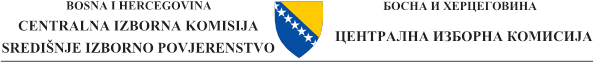 BOSNA I HERCEGOVINA
CENTRALNA IZBORNA KOMISIJA
SREDIŠNJE IZBORNO POVJERENSTVO
БОСНА И ХЕРЦЕГОВИНА
ЦЕНТРАЛНА ИЗБОРНА КОМИСИЈА